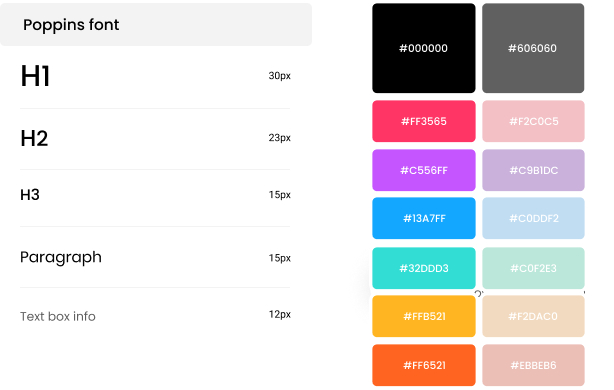 Poppins font
H1 30px
H2 23px
H3 15px
Paragraph 15px
Text box info 12px
#000000 #606060
#FF3565 #F2C0C5
#C556FF #C9B1DC
#13A7FF #C0DDF2
#32DDD3 #C0F2E3
#FFB521 #F2DAC0
#FF6521 #EBBEB6